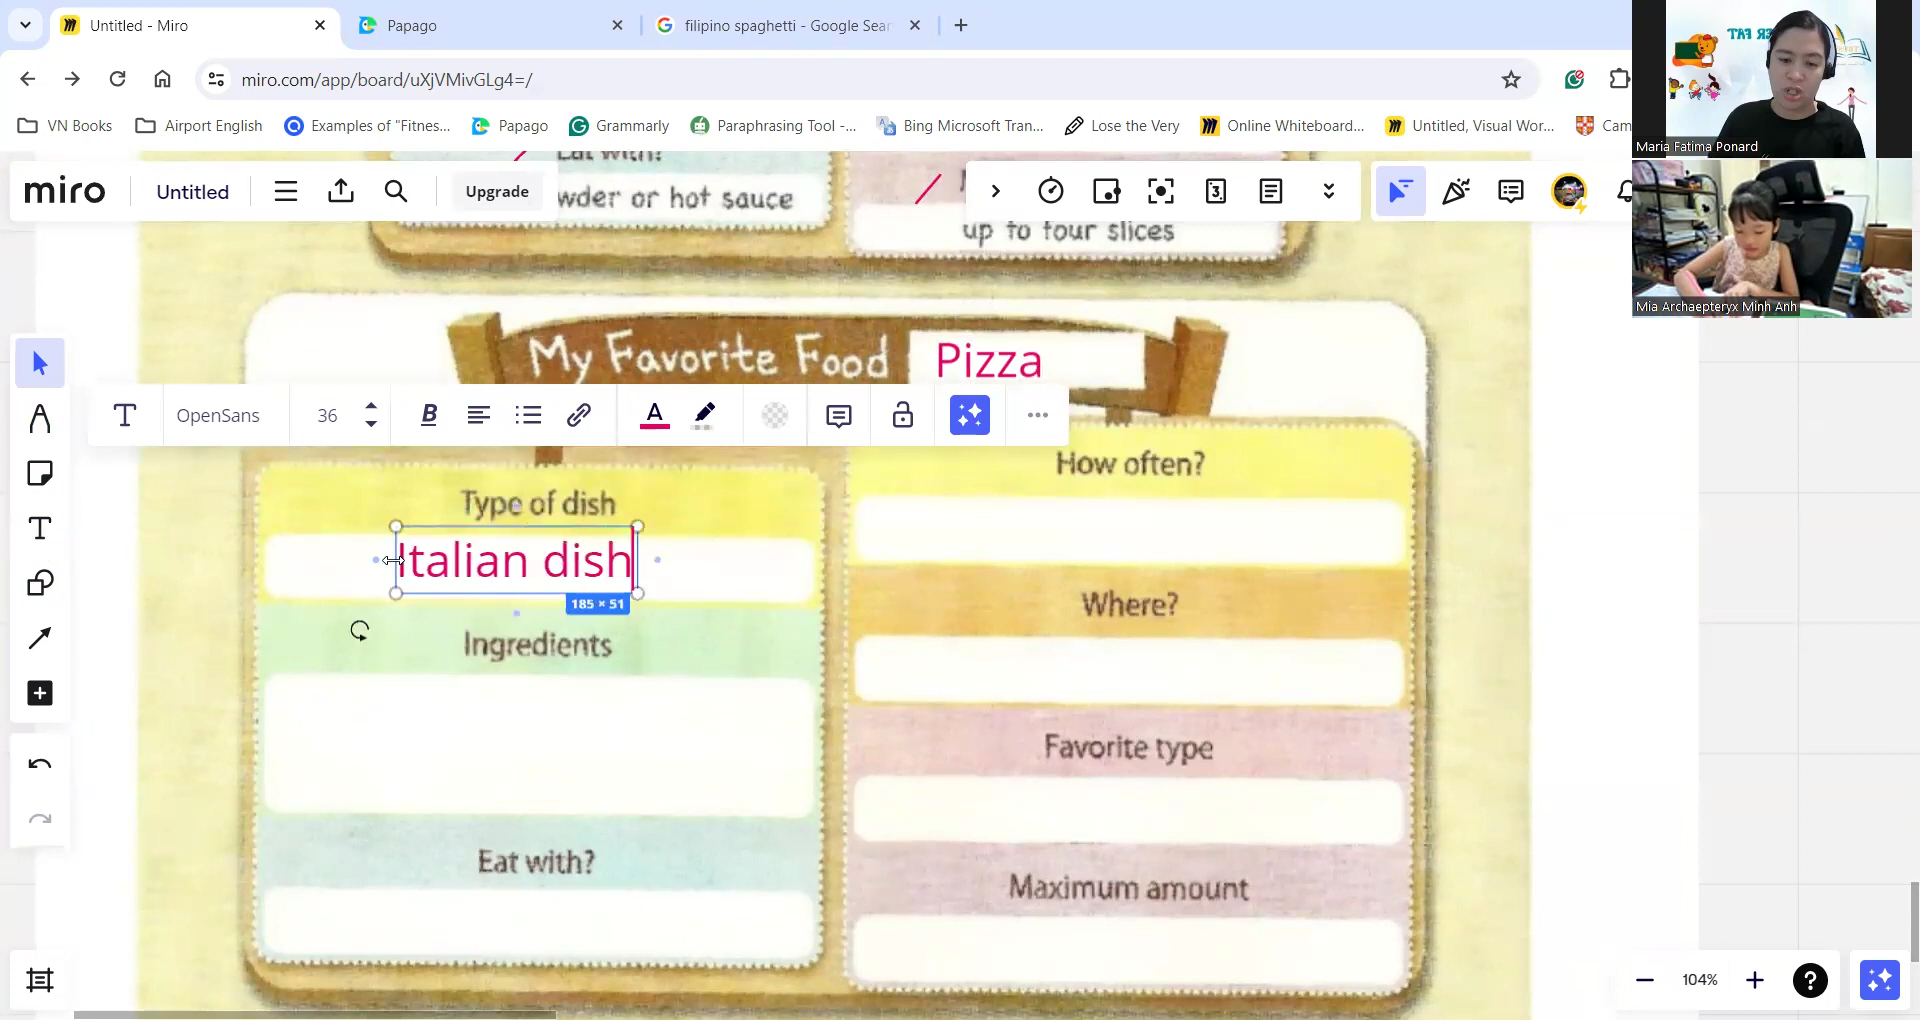 Untitled - Miro
Papago
filipino spaghetti - Google Sear
miro.com/app/board/uXjVMivGLg4=/
VN Books
Airport English
Examples of "Fitnes...
Papago
Grammarly
Paraphrasing Tool -...
Bing Microsoft Tran...
Lose the Very
Online Whiteboard...
Untitled, Visual Wor...
Cam
Maria Fatima Ponard
Eat with?
miro
Untitled
Upgrade
3
wder or hot sauce
up to four slices
Mia Archaepteryx Minh Anh
My Favorite Food
Pizza
OpenSans
36
B
A
Type of dish
Italian dish
185 × 51
Ingredients
Eat with?
How often?
Where?
Favorite type
Maximum amount
104%